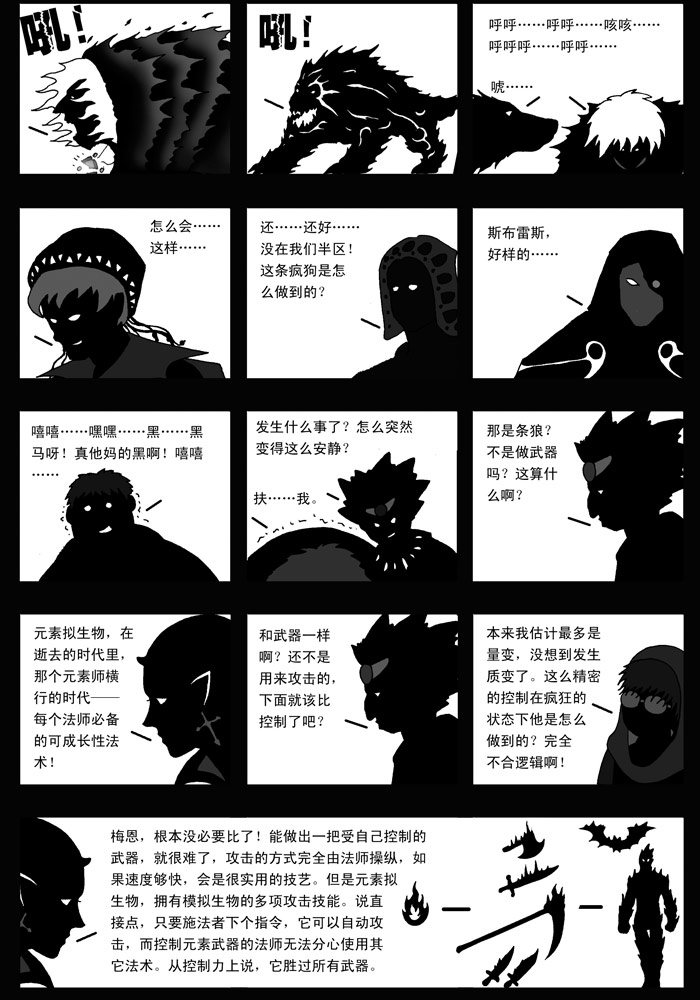 吼！
吼！
呼呼……呼呼……咳咳……
呼呼呼……呼呼……
唬……
怎么会……
这样……
还……还好……
没在我们半区！
这条疯狗是怎
么做到的？
斯布雷斯，
好样的……
嘻嘻……嘿嘿……黑……黑
马呀！真他妈的黑啊！嘻嘻
……
发生什么事了？怎么突然
变得这么安静？
扶……我。
那是条狼？
不是做武器
吗？这算什
么啊？
元素拟生物，在
逝去的时代里，
那个元素师横
行的时代——
每个法师必备
的可成长性法
术！
和武器一样
啊？还不是
用来攻击的，
下面就该比
控制了吧？
本来我估计最多是
量变，没想到发生
质变了。这么精密
的控制在疯狂的
状态下他是怎么
做到的？完全
不合逻辑啊！
梅恩，根本没必要比了！能做出一把受自己控制的
武器，就很难了，攻击的方式完全由法师操纵，如
果速度够快，会是很实用的技艺。但是元素拟
生物，拥有模拟生物的多项攻击技能。说直
接点，只要施法者下个指令，它可以自动攻
击，而控制元素武器的法师无法分心使用其
它法术。从控制力上说，它胜过所有武器。